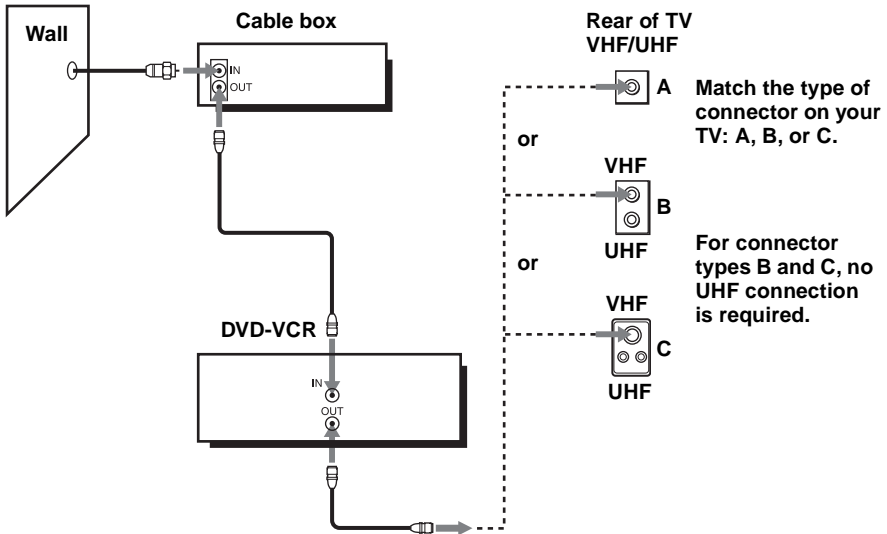 Wall
Cable box
IN
OUT
Rear of TV
VHF/UHF
A
Match the type of
connector on your
TV: A, B, or C.
or
VHF
B
UHF
For connector
types B and C, no
UHF connection
is required.
or
VHF
C
UHF
DVD-VCR
IN
OUT